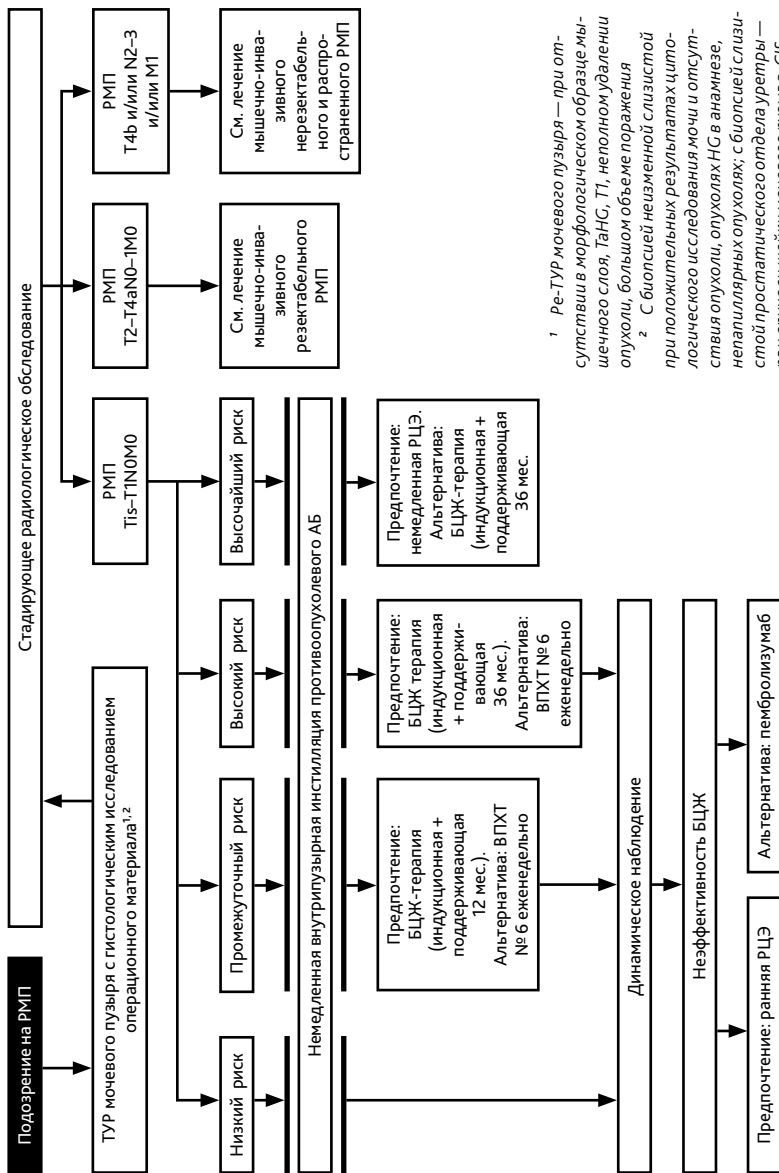 Подозрение на РМП
ТУР мочевого пузыря с гистологическим исследованием
операционного материала¹,²
Стадирующее радиологическое обследование
РМП
Tis–T1N0M0
РМП
T2–T4aN0–1M0
РМП
T4b и/или N2–3
и/или M1
Низкий риск
Промежуточный риск
Высокий риск
Высочайший риск
См. лечение
мышечно-инва-
зивного
резектабельного
РМП
См. лечение
мышечно-инва-
зивного
нерезектабель-
ного и распро-
страненного РМП
Немедленная внутрипузырная инстилляция противоопухолевого АБ
Предпочтение:
БЦЖ-терапия
(индукционная +
поддерживающая
12 мес.).
Альтернатива: ВПХТ
№ 6 еженедельно
Предпочтение:
БЦЖ терапия
(индукционная
+ поддержи-
вающая
36 мес.).
Альтернатива:
ВПХТ № 6
еженедельно
Предпочтение:
немедленная РЦЭ.
Альтернатива:
БЦЖ-терапия
(индукционная +
поддерживающая
36 мес.
Динамическое наблюдение
Неэффективность БЦЖ
Предпочтение: ранняя РЦЭ
Альтернатива: пембролизумаб
¹ Ре-ТУР мочевого пузыря — при от-
сутствии в морфологическом образце мы-
шечного слоя, TaHG, T1, неполном удалении
опухоли, большом объеме поражения
² С биопсией неизмененной слизистой
при положительных результатах цито-
логического исследования мочи и отсут-
ствия опухоли, опухолях HG в анамнезе,
непапиллярных опухолях; с биопсией слизи-
стой простатического отдела уретры —